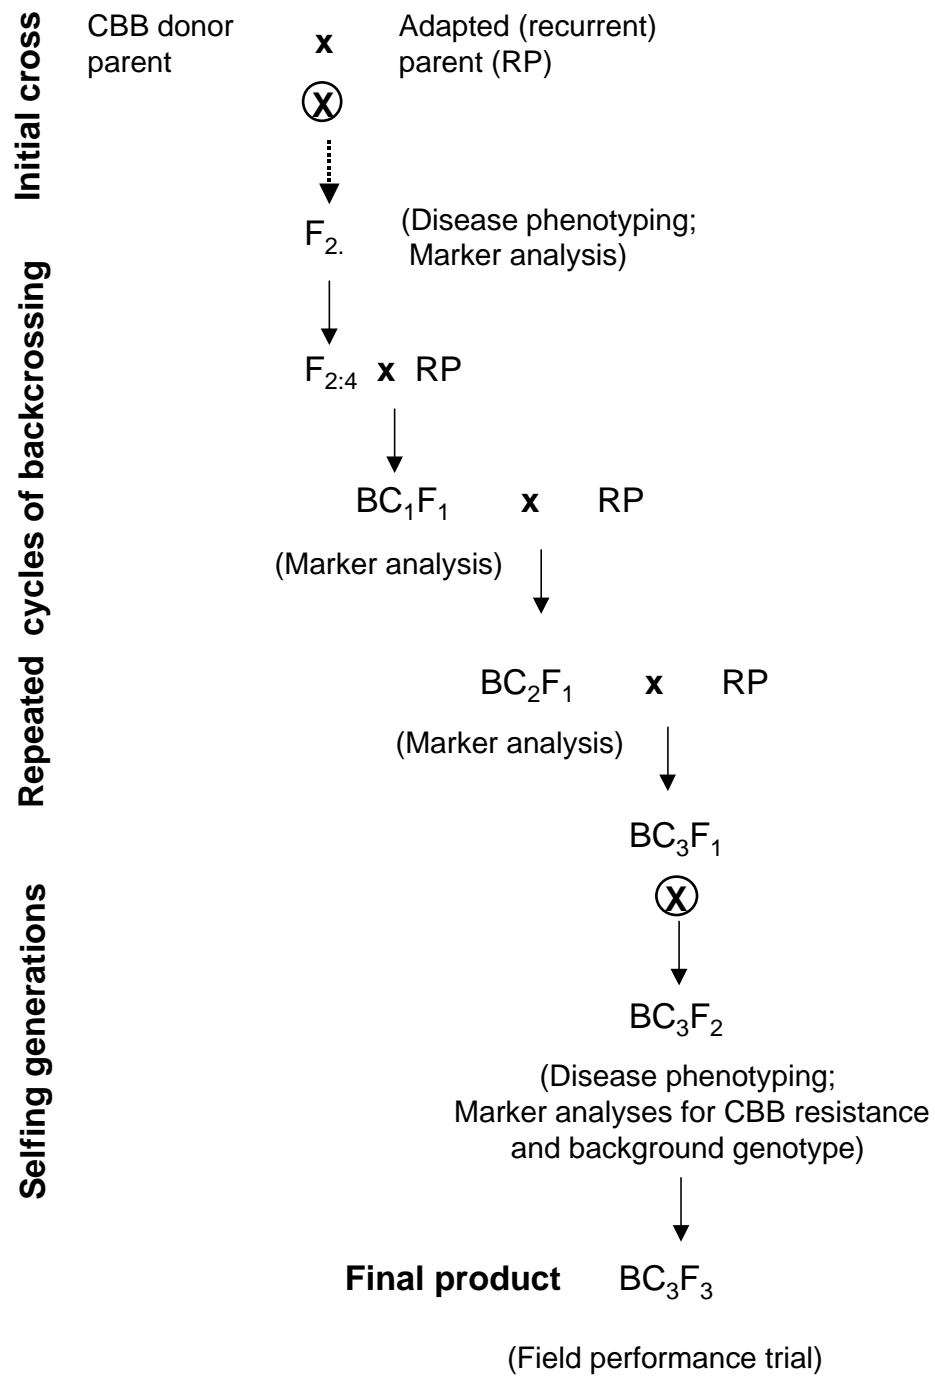 Initial cross
CBB donor
parent
x
Adapted (recurrent)
parent (RP)
X
F2.
(Disease phenotyping;
Marker analysis)
Repeated cycles of backcrossing
F2:4 x RP
BC1F1 x RP
(Marker analysis)
BC2F1 x RP
(Marker analysis)
BC3F1
Selfing generations
X
BC3F2
(Disease phenotyping;
Marker analyses for CBB resistance
and background genotype)
Final product BC3F3
(Field performance trial)